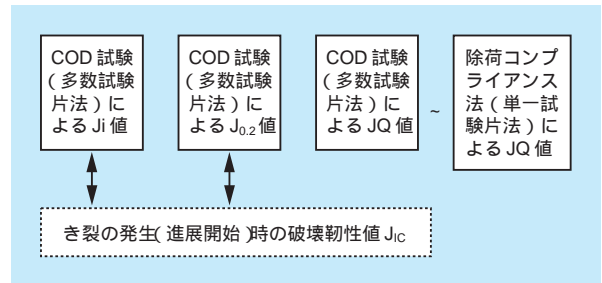 COD 試験
(多数試験
片法)に
よる Ji 値
COD 試験
(多数試験
片法)に
よる J0.2 値
COD 試験
(多数試験
片法)に
よる JQ 値
~
除荷コンプ
ライアンス
法(単一試
験片法)に
よる JQ 値
き裂の発生(進展開始)時の破壊靭性値 JIC